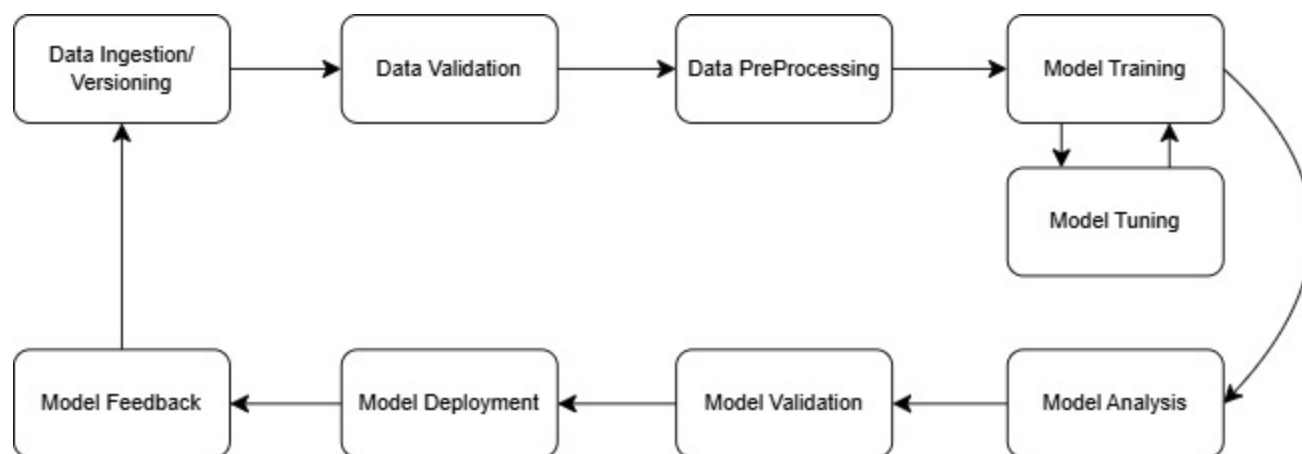 Data Ingestion/
Versioning
Data Validation
Data PreProcessing
Model Training
Model Tuning
Model Feedback
Model Deployment
Model Validation
Model Analysis